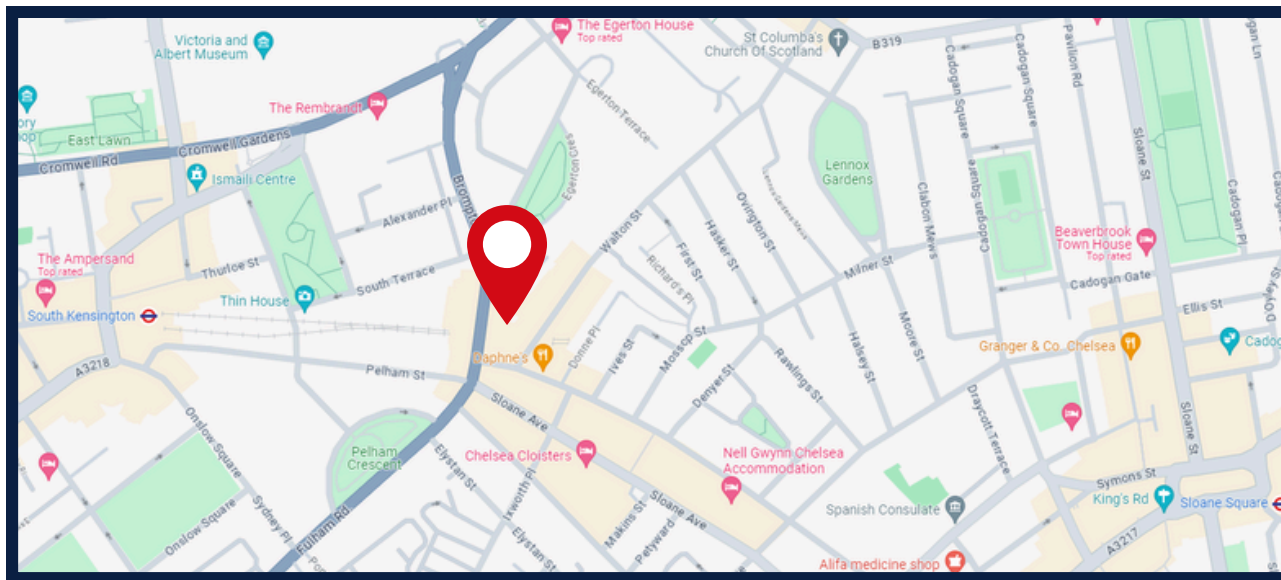 The Egerton House
Top rated
Victoria and
Albert Museum
St Columba's
Church Of Scotland
B319
Cadogan Square
Cadogan Square
Pavilion Rd
The Rembrandt
Egerton Terrace
East Lawn
Cromwell Gardens
Cromwell Rd
Sloane St
Ismaili Centre
Egerton Cres
Lennox
Gardens
Alexander Pl
Ovington St
Clabon Mews
Cadogan Square
Cadogan Pl
Walton St
Hasker St
First St
Richard's Pl
Milner St
Beaverbrook
Town House
Top rated
The Ampersand
Top rated
Thurloe St
South Terrace
Cadogan Gate
Thin House
Ellis St
South Kensington
Moore St
Halsey St
Granger & Co. Chelsea
Daphne's
Donne Pl
Ives St
Mossop St
Rawlings St
A3218
Pelham St
Denyer St
Draycott Terrace
Sloane Ave
Sloane St
Onslow Square
Pelham
Crescent
Elystan St
Chelsea Cloisters
Nell Gwynn Chelsea
Accommodation
Symons St
King's Rd
Sloane Square
Spanish Consulate
Ixworth Pl
Sloane Ave
Makins St
Petyward
Sydney Pl
Onslow Square
Fulham Rd
Elystan St
A3217
Alifa medicine shop